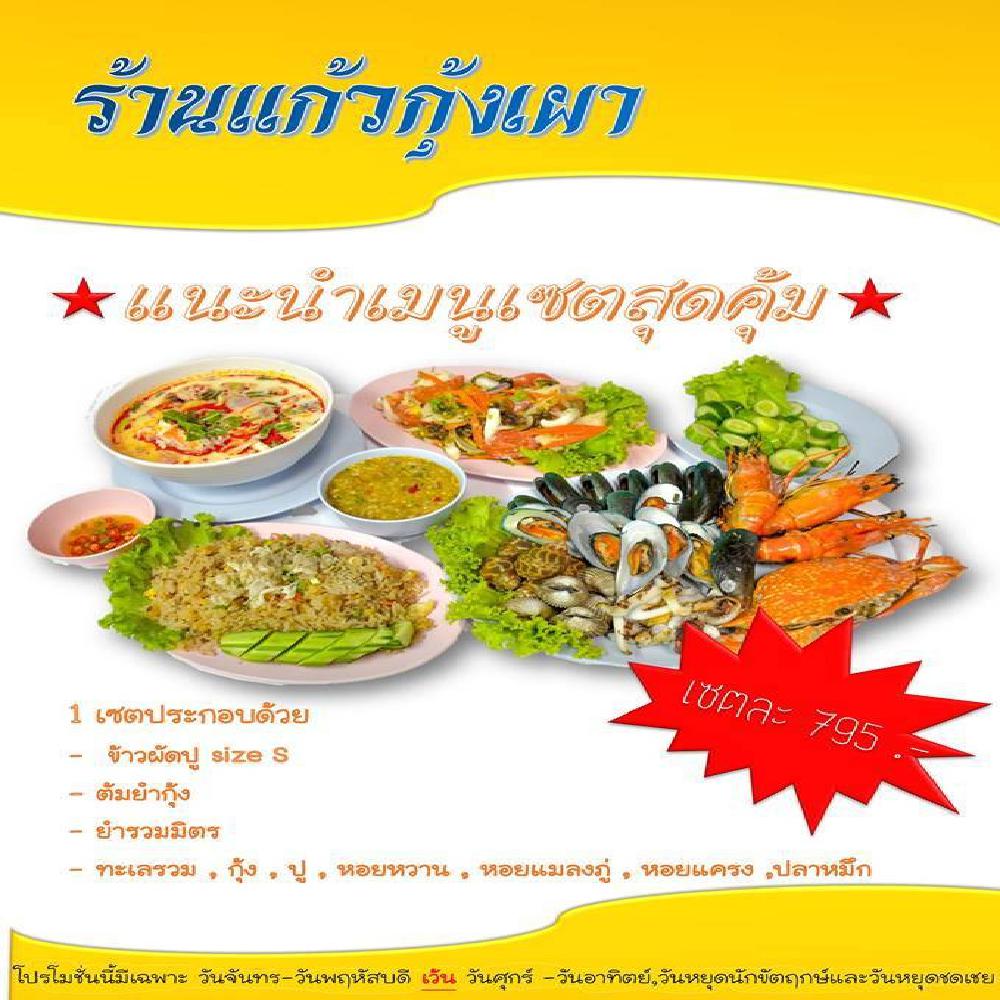 ร้านแก้วกุ้งเผา
แนะนำเมนูเซตสุดคุ้ม
เซตละ 795 .-
1 เซตประกอบด้วย
- ข้าวผัดปู size S
- ต้มยำกุ้ง
- ยำรวมมิตร
- ทะเลรวม , กุ้ง , ปู , หอยหวาน , หอยแมลงภู่ , หอยแครง ,ปลาหมึก
โปรโมชั่นนี้มีเฉพาะ วันจันทร-วันพฤหัสบดี เว้น วันศุกร์ -วันอาทิตย์,วันหยุดนักขัตฤกษ์และวันหยุดชดเชย